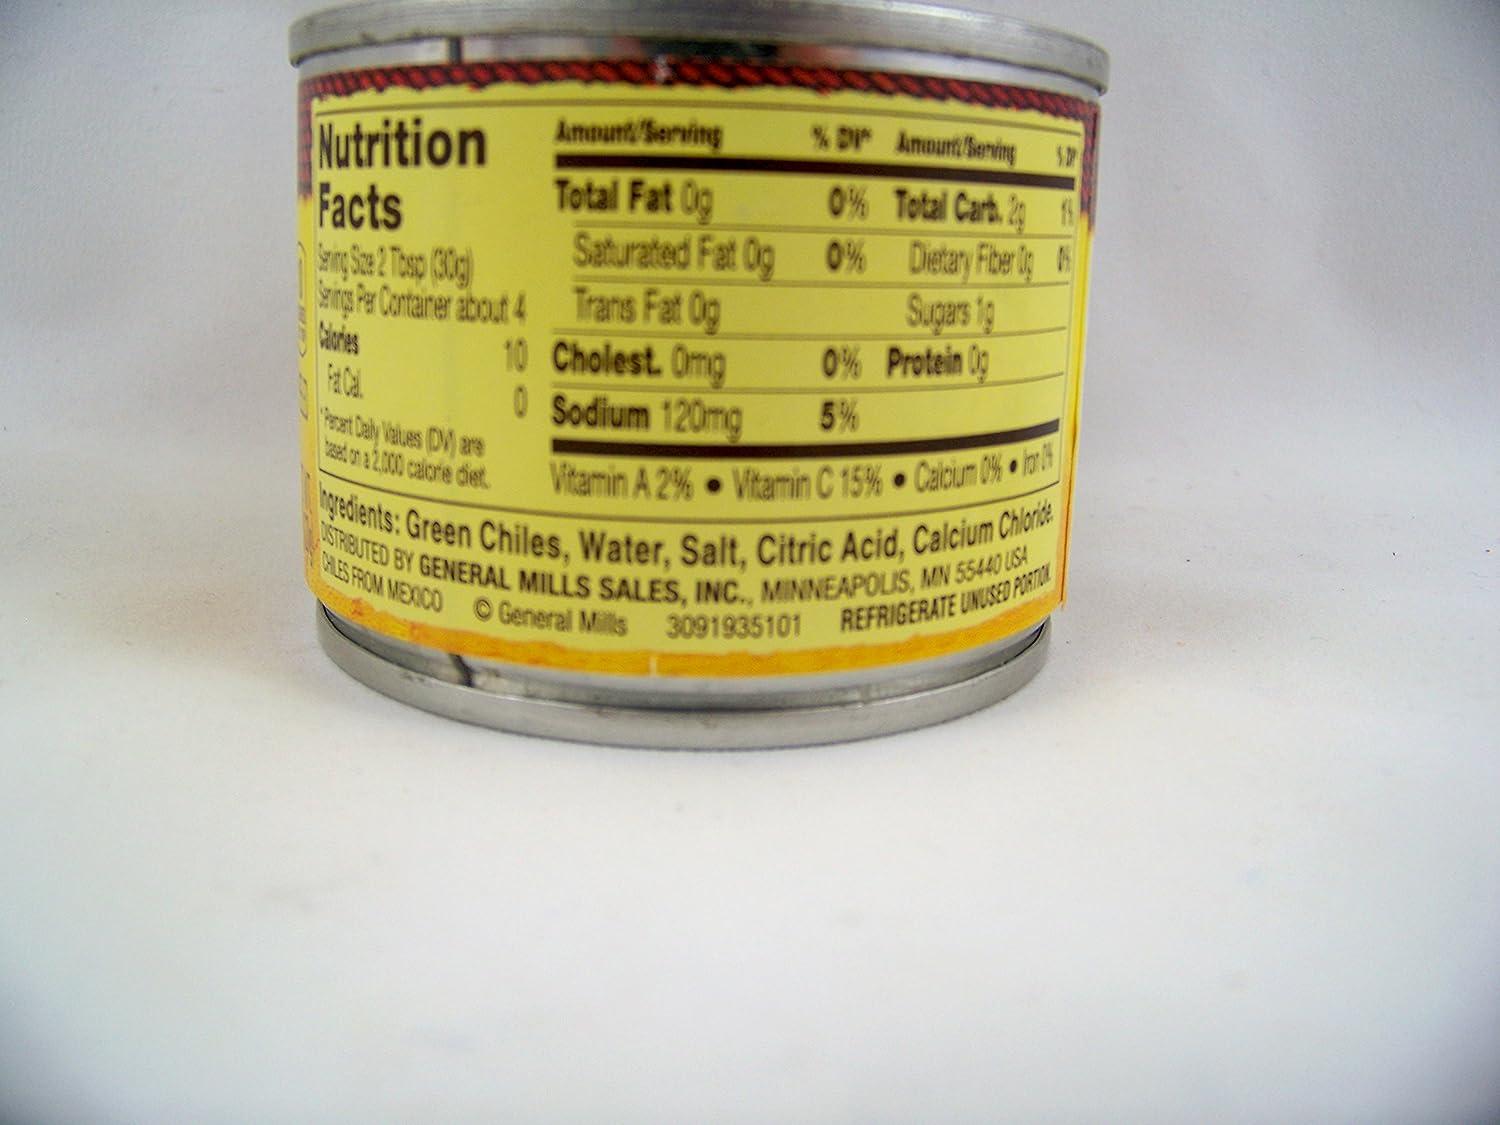 Nutrition
Facts
Serving Size 2 Tbsp (30g)
Servings Per Container about 4
Calories 10
Fat Cal. 0
*Percent Daily Values (DV) are
based on a 2,000 calorie diet.
Amount/Serving % DV*
Total Fat 0g 0%
Saturated Fat 0g 0%
Trans Fat 0g
Cholest. 0mg 0%
Sodium 120mg 5%
Amount/Serving % DV*
Total Carb. 2g 1%
Dietary Fiber 0g 0%
Sugars 1g
Protein 0g
Vitamin A 2% • Vitamin C 15% • Calcium 0% • Iron 0%
Ingredients: Green Chiles, Water, Salt, Citric Acid, Calcium Chloride.
DISTRIBUTED BY GENERAL MILLS SALES, INC., MINNEAPOLIS, MN 55440 USA
CHILES FROM MEXICO © General Mills 3091935101 REFRIGERATE UNUSED PORTION.